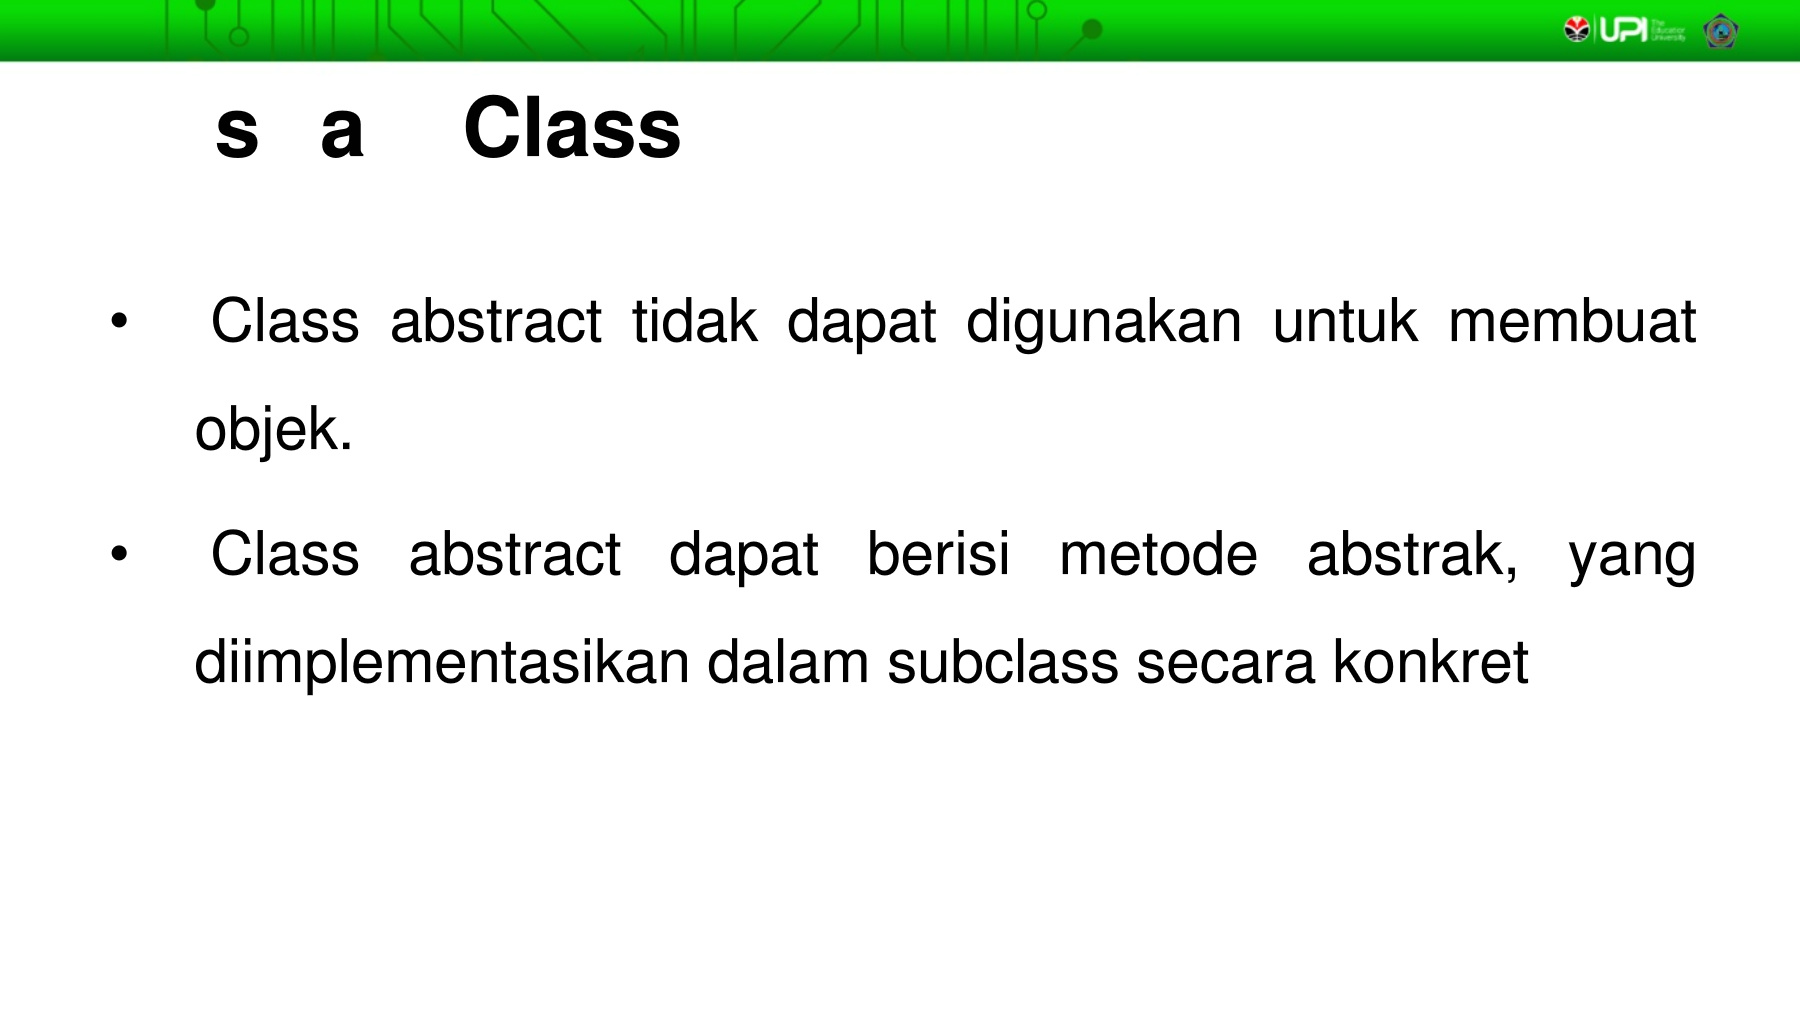 UPI
The
Education
University
s a Class
• Class abstract tidak dapat digunakan untuk membuat
objek.
• Class abstract dapat berisi metode abstrak, yang
diimplementasikan dalam subclass secara konkret